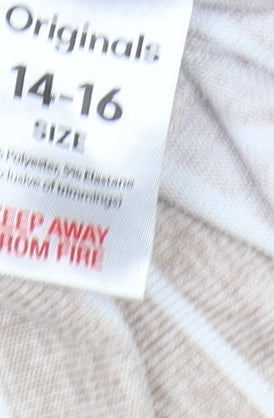 Originals
14-16
SIZE
Polyester, 5% Elastane
clusive of trimmings)
EEP AWAY
ROM FIRE